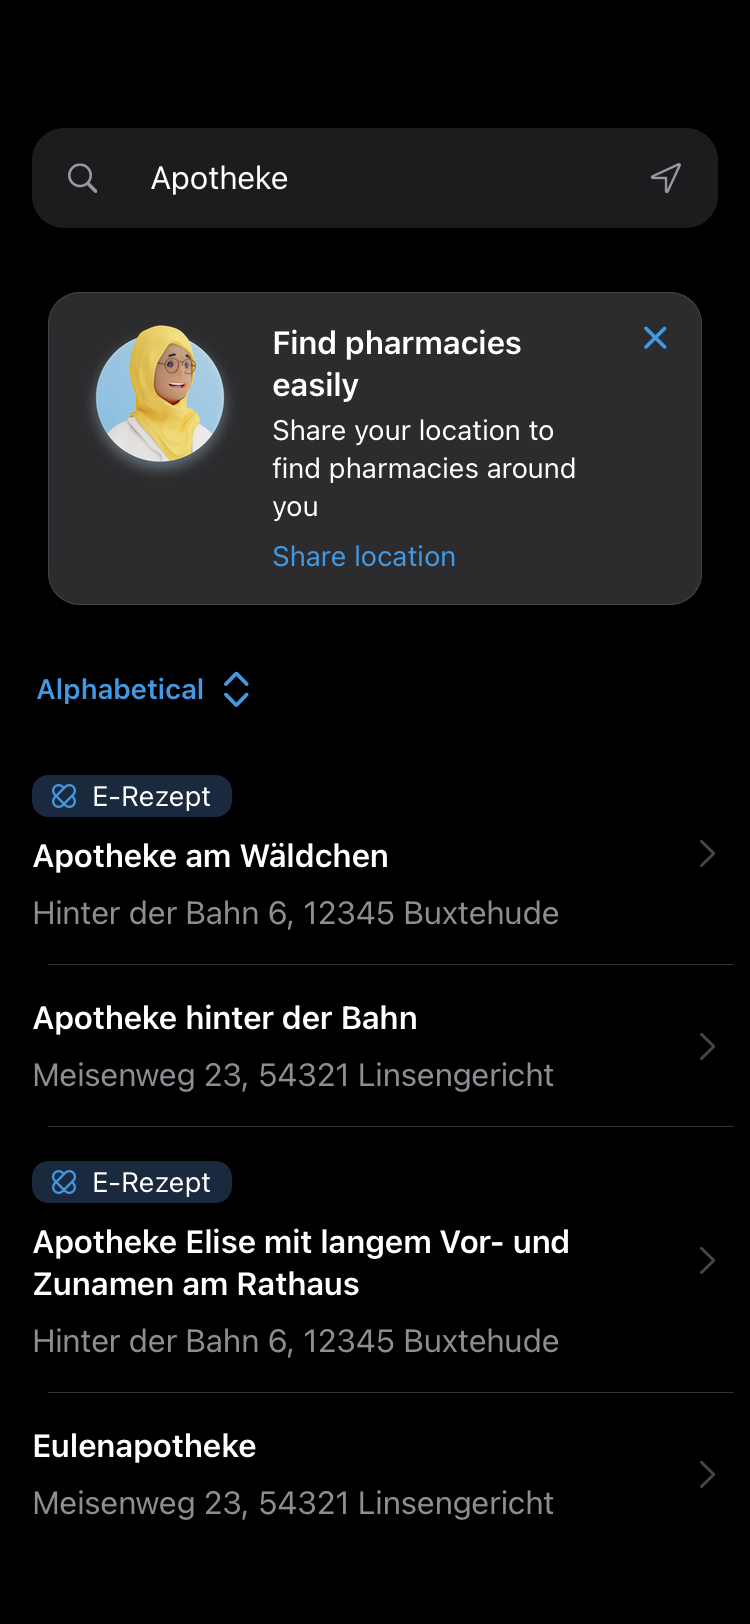 Apotheke
Find pharmacies
easily
Share your location to
find pharmacies around
you
Share location
Alphabetical
E-Rezept
Apotheke am Wäldchen
Hinter der Bahn 6, 12345 Buxtehude
Apotheke hinter der Bahn
Meisenweg 23, 54321 Linsengericht
E-Rezept
Apotheke Elise mit langem Vor- und
Zunamen am Rathaus
Hinter der Bahn 6, 12345 Buxtehude
Eulenapotheke
Meisenweg 23, 54321 Linsengericht